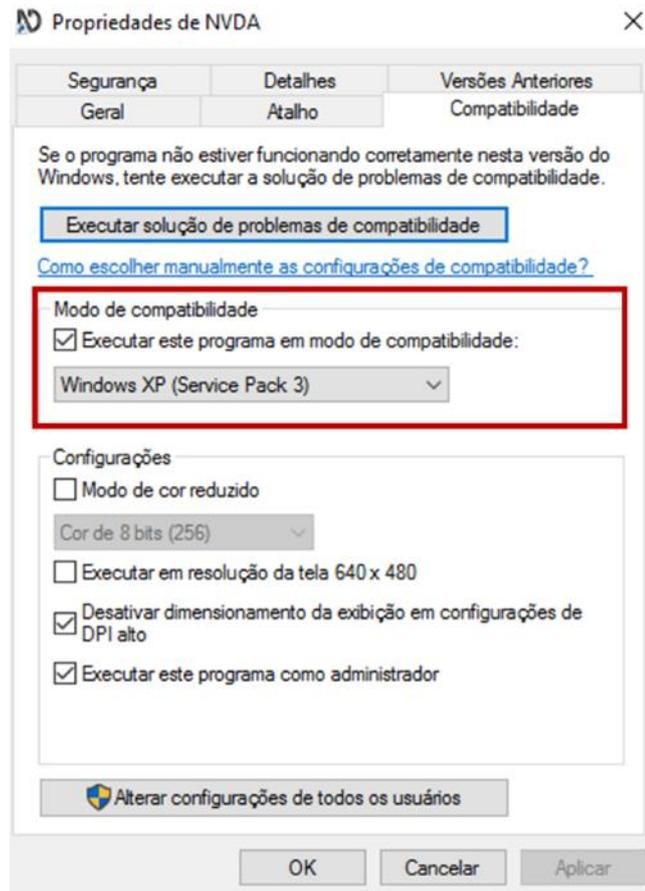 Propriedades de NVDA
Segurança Detalhes Versões Anteriores
Geral Atalho Compatibilidade
Se o programa não estiver funcionando corretamente nesta versão do
Windows, tente executar a solução de problemas de compatibilidade.
Executar solução de problemas de compatibilidade
Como escolher manualmente as configurações de compatibilidade?
Modo de compatibilidade
Executar este programa em modo de compatibilidade:
Windows XP (Service Pack 3)
Configurações
Modo de cor reduzido
Cor de 8 bits (256)
Executar em resolução da tela 640 x 480
Desativar dimensionamento da exibição em configurações de
DPI alto
Executar este programa como administrador
Alterar configurações de todos os usuários
OK Cancelar Aplicar